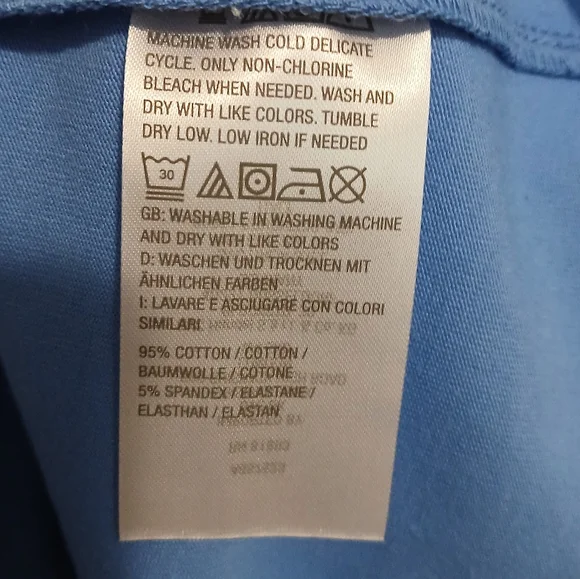 MACHINE WASH COLD DELICATE
CYCLE. ONLY NON-CHLORINE
BLEACH WHEN NEEDED. WASH AND
DRY WITH LIKE COLORS. TUMBLE
DRY LOW. LOW IRON IF NEEDED
30
GB: WASHABLE IN WASHING MACHINE
AND DRY WITH LIKE COLORS
D: WASCHEN UND TROCKNEN MIT
ÄHNLICHEN FARBEN
I: LAVARE E ASCIUGARE CON COLORI
SIMILARI
95% COTTON / COTTON /
BAUMWOLLE / COTONE
5% SPANDEX / ELASTANE /
ELASTHAN / ELASTAN